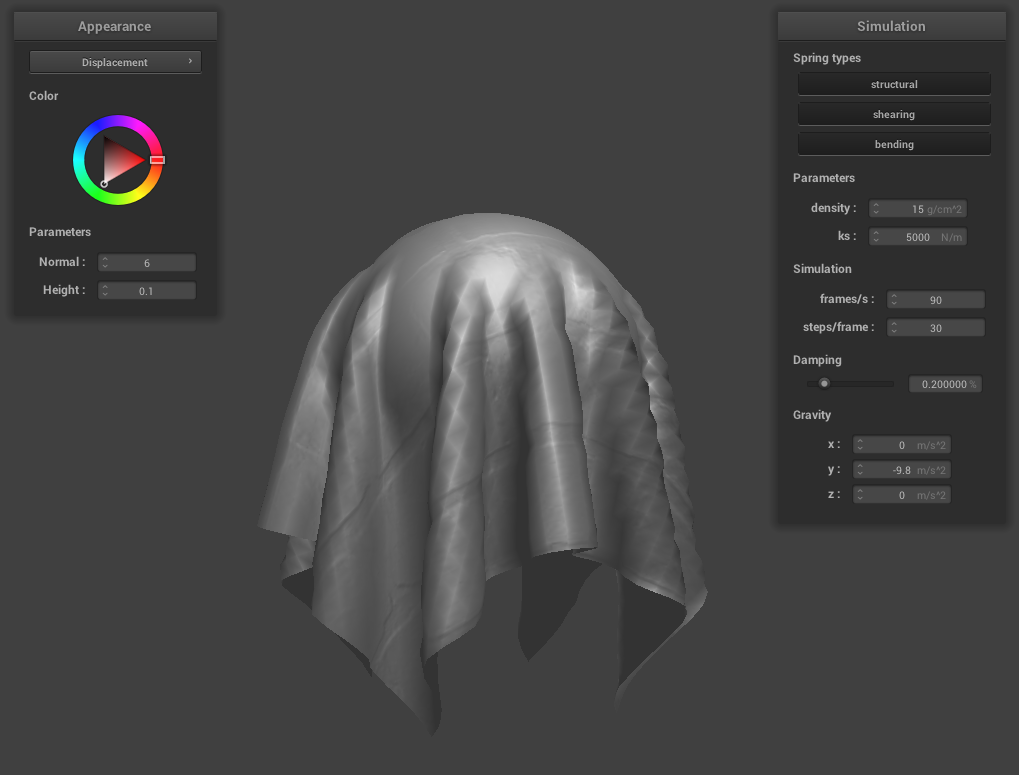 Appearance
Displacement ›
Color
Parameters
Normal : 6
Height : 0.1
Simulation
Spring types
structural
shearing
bending
Parameters
density : 15 g/cm^2
ks : 5000 N/m
Simulation
frames/s : 90
steps/frame : 30
Damping
0.200000 %
Gravity
x : 0 m/s^2
y : -9.8 m/s^2
z : 0 m/s^2